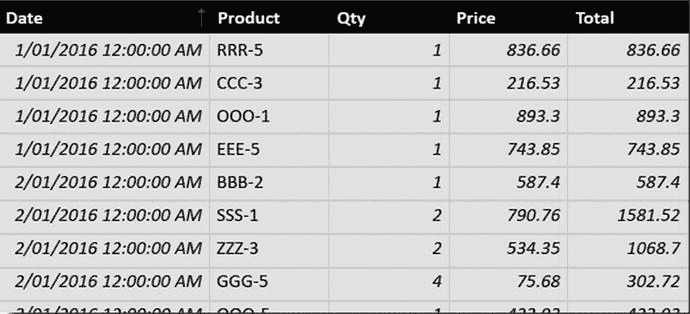 Date Product Qty Price Total
1/01/2016 12:00:00 AM RRR-5 1 836.66 836.66
1/01/2016 12:00:00 AM CCC-3 1 216.53 216.53
1/01/2016 12:00:00 AM OOO-1 1 893.3 893.3
1/01/2016 12:00:00 AM EEE-5 1 743.85 743.85
2/01/2016 12:00:00 AM BBB-2 1 587.4 587.4
2/01/2016 12:00:00 AM SSS-1 2 790.76 1581.52
2/01/2016 12:00:00 AM ZZZ-3 2 534.35 1068.7
2/01/2016 12:00:00 AM GGG-5 4 75.68 302.72